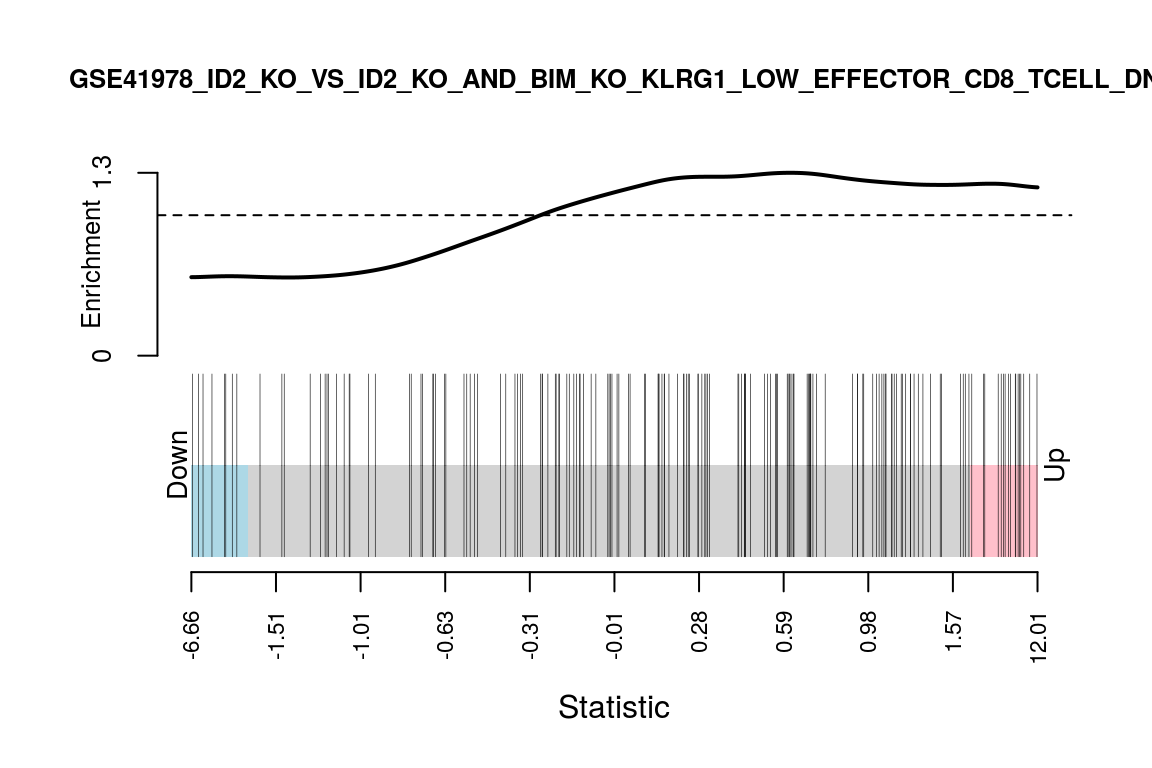 GSE41978_ID2_KO_VS_ID2_KO_AND_BIM_KO_KLRG1_LOW_EFFECTOR_CD8_TCELL_DN
1.3
Enrichment
0
Down
Up
-6.66 -1.51 -1.01 -0.63 -0.31 -0.01 0.28 0.59 0.98 1.57 12.01
Statistic